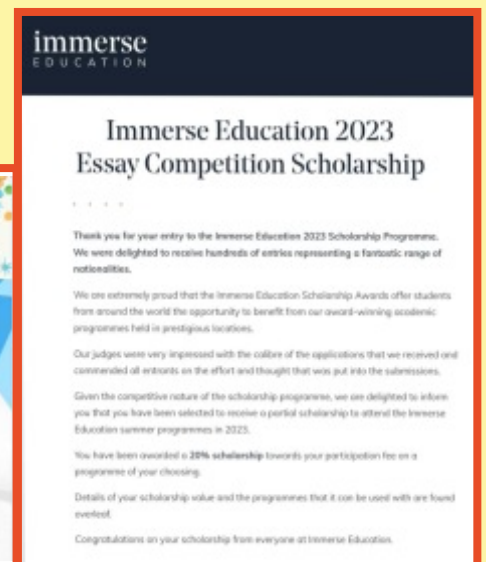 immerse
EDUCATION
Immerse Education 2023
Essay Competition Scholarship
Thank you for your entry to the Immerse Education 2023 Scholarship Programme.
We were delighted to receive hundreds of entries representing a fantastic range of
nationalities.
We are extremely proud that the Immerse Education Scholarship Awards offer students
from around the world the opportunity to benefit from our award-winning academic
programmes held in prestigious locations.
Our judges were very impressed with the calibre of the applications that we received and
commended all entrants on the effort and thought that was put into the submissions.
Given the competitive nature of the scholarship programme, we are delighted to inform
you that you have been selected to receive a partial scholarship to attend the Immerse
Education summer programmes in 2023.
You have been awarded a 20% scholarship towards your participation fee on a
programme of your choosing.
Details of your scholarship value and the programmes that it can be used with are found
overleaf.
Congratulations on your scholarship from everyone at Immerse Education.